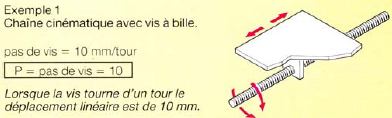 Exemple 1
Chaîne cinématique avec vis à bille.
pas de vis = 10 mm/tour
P = pas de vis = 10
Lorsque la vis tourne d'un tour le
déplacement linéaire est de 10 mm.